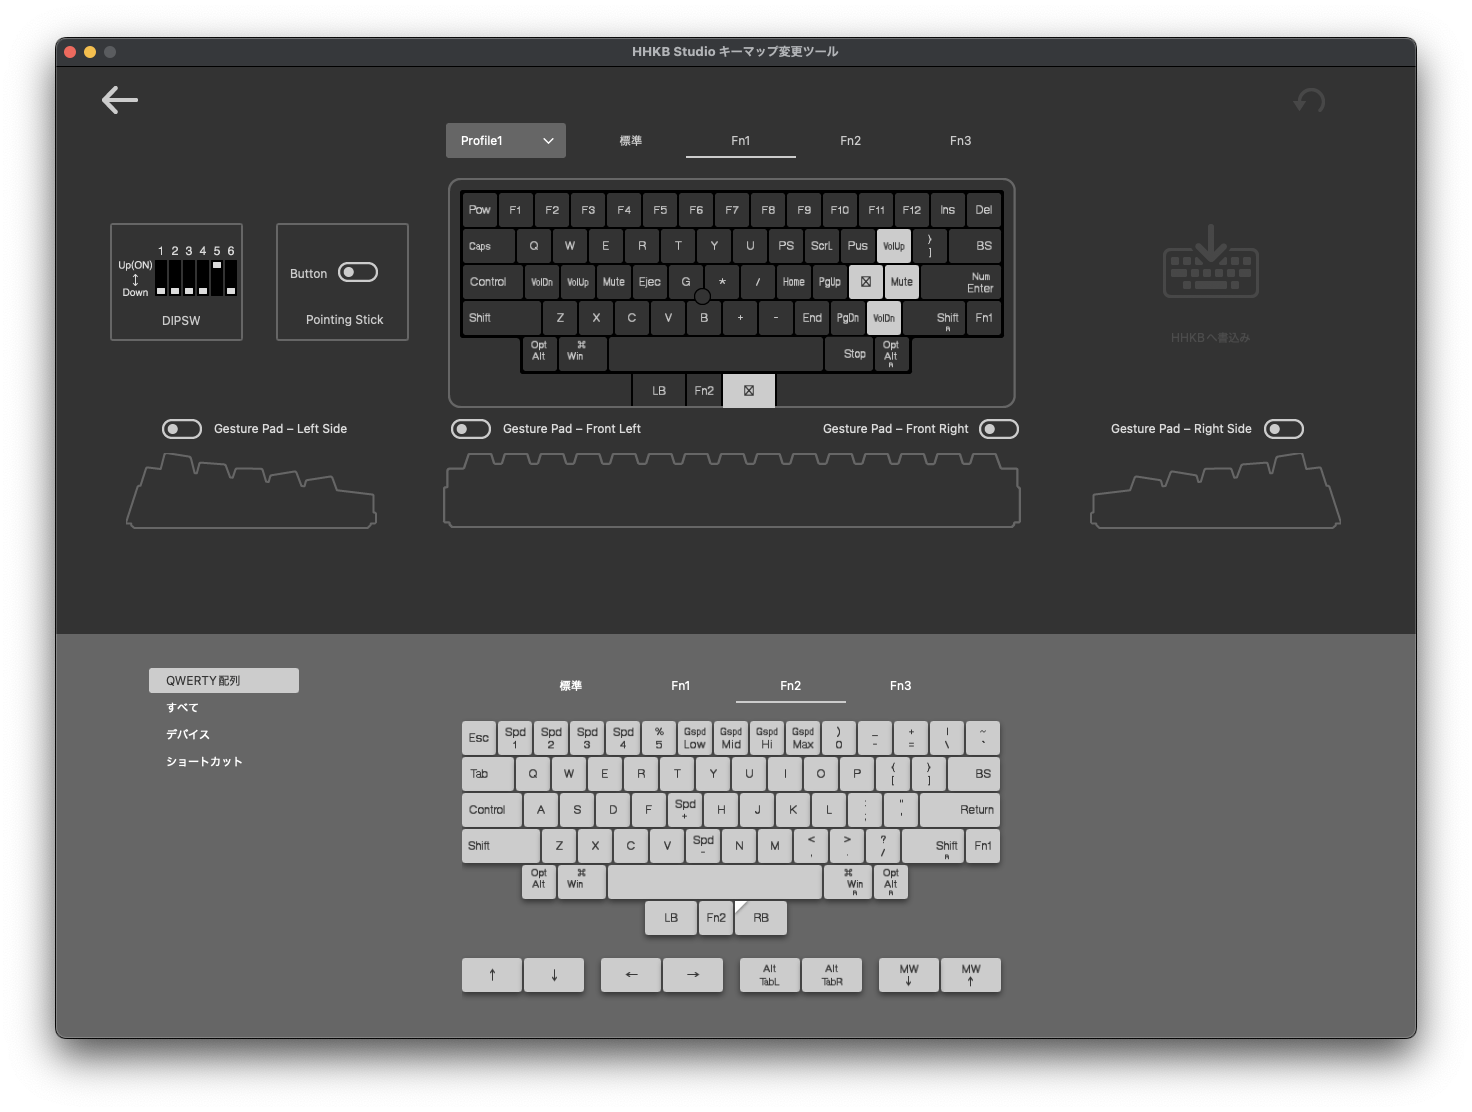 HHKB Studio キーマップ変更ツール
Profile1 標準 Fn1 Fn2 Fn3
1 2 3 4 5 6
Up(ON)
↕
Down
DIPSW
Button
Pointing Stick
Pow F1 F2 F3 F4 F5 F6 F7 F8 F9 F10 F11 F12 Ins Del
Caps Q W E R T Y U PS ScrL Pus VolUp } ] BS
Control VolDn VolUp Mute Ejec G * / Home PgUp ☒ Mute Num Enter
Shift Z X C V B + - End PgDn VolDn Shift R Fn1
Opt Alt ⌘ Win Stop Opt Alt R
LB Fn2 ☒
HHKBへ書込み
Gesture Pad – Left Side
Gesture Pad – Front Left
Gesture Pad – Front Right
Gesture Pad – Right Side
QWERTY配列
すべて
デバイス
ショートカット
標準 Fn1 Fn2 Fn3
Esc Spd 1 Spd 2 Spd 3 Spd 4 % 5 Gspd Low Gspd Mid Gspd Hi Gspd Max ) 0 _ - + = | \ ~ `
Tab Q W E R T Y U I O P { [ } ] BS
Control A S D F Spd + H J K L : ; " ' Return
Shift Z X C V Spd - N M < , > . ? / Shift R Fn1
Opt Alt ⌘ Win ⌘ Win R Opt Alt R
LB Fn2 RB
↑ ↓ ← → Alt TabL Alt TabR MW ↓ MW ↑